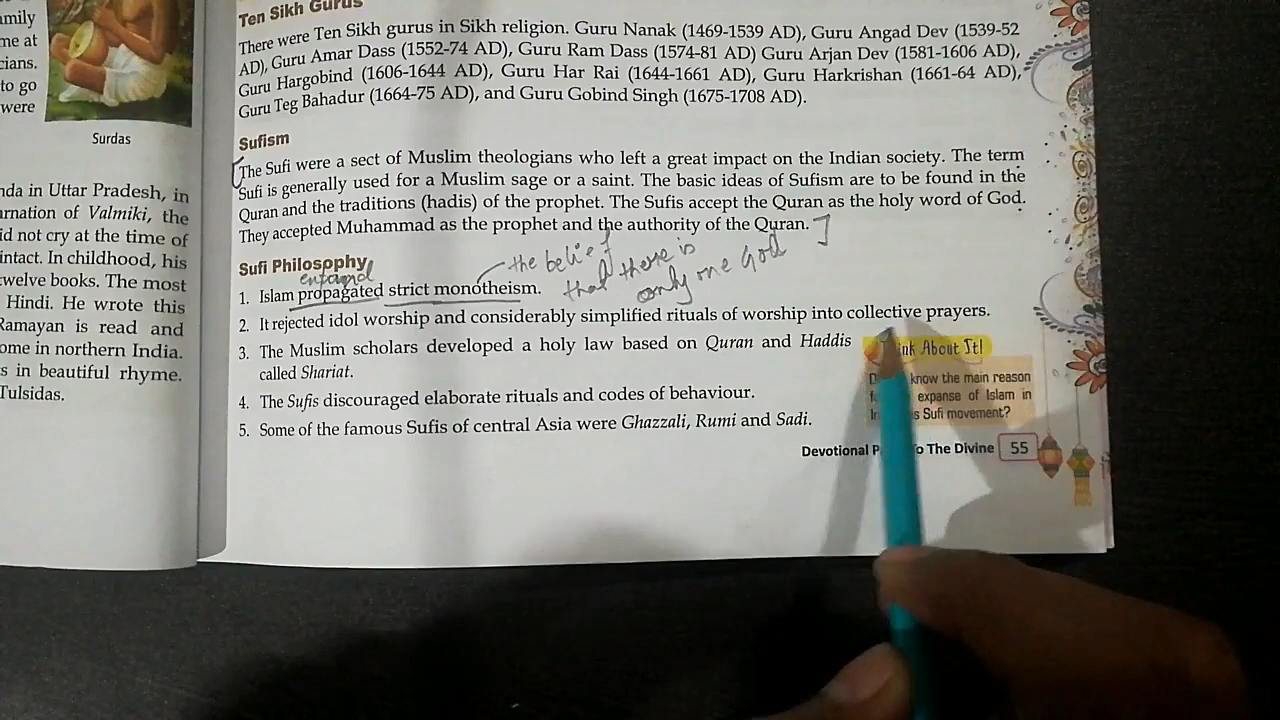 amily
me at
cians.
to go
were
Surdas
nda in Uttar Pradesh, in
arnation of Valmiki, the
id not cry at the time of
intact. In childhood, his
twelve books. The most
Hindi. He wrote this
Ramayan is read and
ome in northern India.
s in beautiful rhyme.
Tulsidas.
Ten Sikh Gurus
There were Ten Sikh gurus in Sikh religion. Guru Nanak (1469-1539 AD), Guru Angad Dev (1539-52
AD), Guru Amar Dass (1552-74 AD), Guru Ram Dass (1574-81 AD) Guru Arjan Dev (1581-1606 AD),
Guru Hargobind (1606-1644 AD), Guru Har Rai (1644-1661 AD), Guru Harkrishan (1661-64 AD),
Guru Teg Bahadur (1664-75 AD), and Guru Gobind Singh (1675-1708 AD).
Sufism
The Sufi were a sect of Muslim theologians who left a great impact on the Indian society. The term
Sufi is generally used for a Muslim sage or a saint. The basic ideas of Sufism are to be found in the
Quran and the traditions (hadis) of the prophet. The Sufis accept the Quran as the holy word of God.
They accepted Muhammad as the prophet and the authority of the Quran.
Sufi Philosophy
the belief
that there is
only one God
1. Islam propagated strict monotheism.
2. It rejected idol worship and considerably simplified rituals of worship into collective prayers.
3. The Muslim scholars developed a holy law based on Quran and Haddis
called Shariat.
4. The Sufis discouraged elaborate rituals and codes of behaviour.
5. Some of the famous Sufis of central Asia were Ghazzali, Rumi and Sadi.
ink About It!
know the main reason
expanse of Islam in
s Sufi movement?
Devotional P o The Divine 55